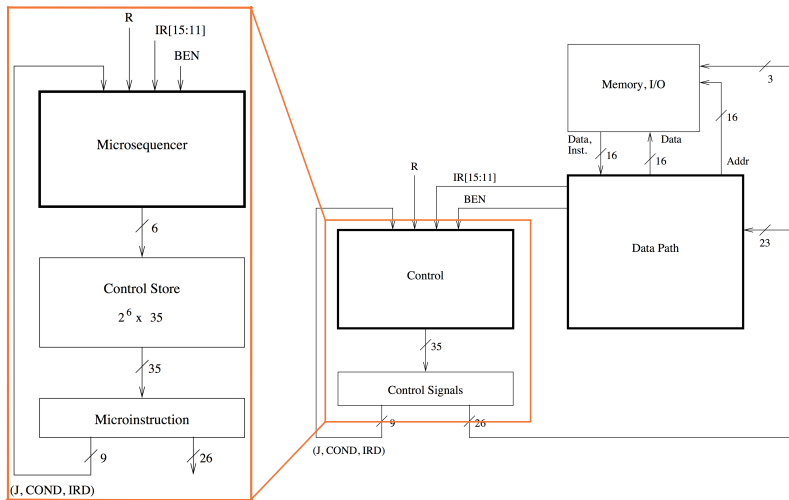 R
IR[15:11]
BEN
Microsequencer
6
Control Store
2^6 x 35
35
Microinstruction
9
26
(J, COND, IRD)
Memory, I/O
3
16
Data,
Inst.
16
Data
16
Addr
R
IR[15:11]
BEN
Control
Data Path
23
35
Control Signals
9
26
(J, COND, IRD)